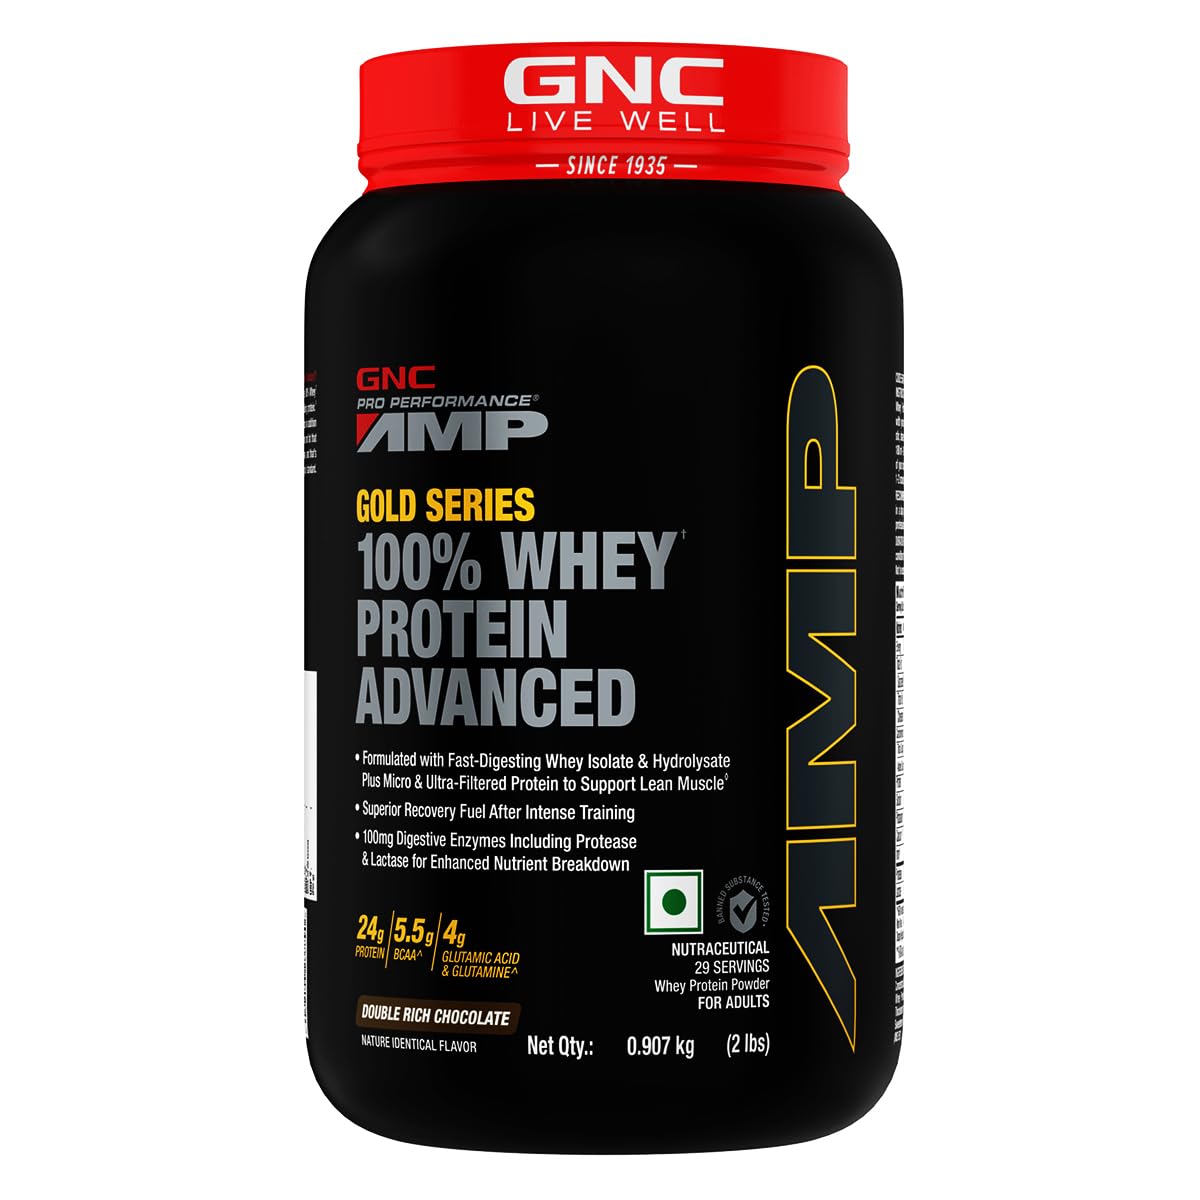 GNC
LIVE WELL
— SINCE 1935 —
GNC
PRO PERFORMANCE®
AMP
GOLD SERIES
100% WHEY†
PROTEIN
ADVANCED
• Formulated with Fast-Digesting Whey Isolate & Hydrolysate
Plus Micro & Ultra-Filtered Protein to Support Lean Muscle◊
• Superior Recovery Fuel After Intense Training
• 100mg Digestive Enzymes Including Protease
& Lactase for Enhanced Nutrient Breakdown
24g
PROTEIN
5.5g
BCAA^
4g
GLUTAMIC ACID
& GLUTAMINE^
BANNED SUBSTANCE TESTED.
NUTRACEUTICAL
29 SERVINGS
Whey Protein Powder
FOR ADULTS
DOUBLE RICH CHOCOLATE
NATURE IDENTICAL FLAVOR
Net Qty.: 0.907 kg (2 lbs)
AMP